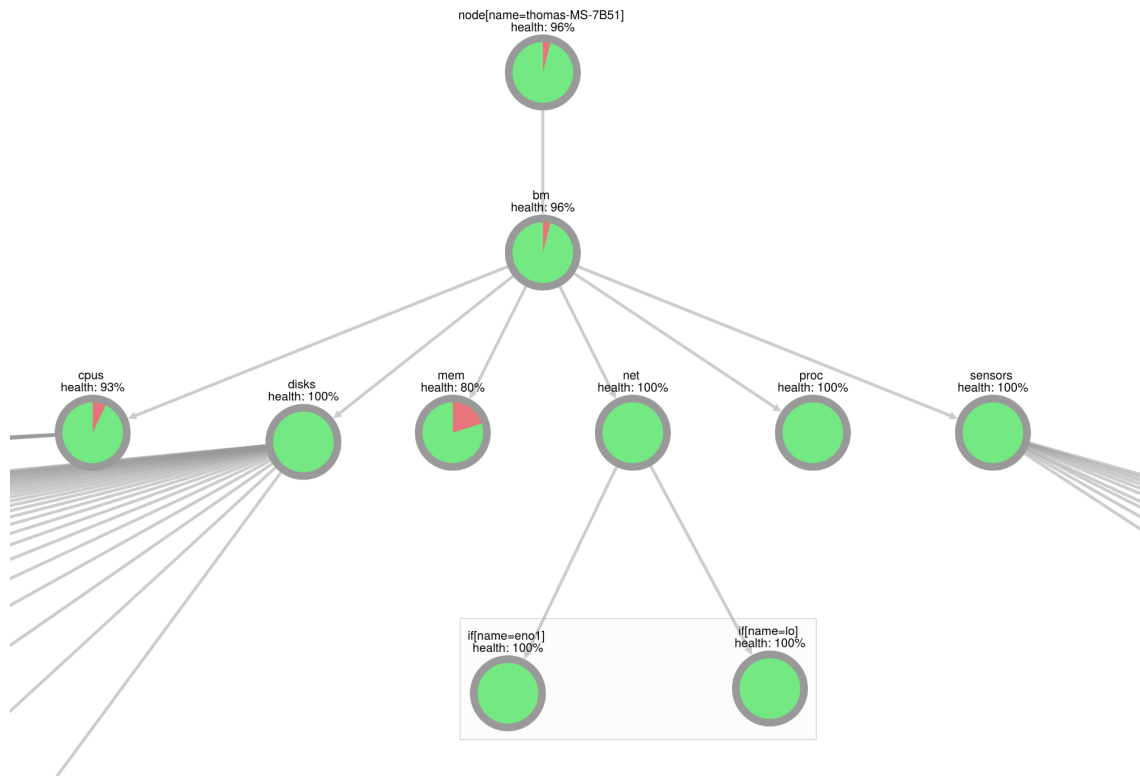 node[name=thomas-MS-7B51]
health: 96%
bm
health: 96%
cpus
health: 93%
disks
health: 100%
mem
health: 80%
net
health: 100%
proc
health: 100%
sensors
health: 100%
if[name=eno1]
health: 100%
if[name=lo]
health: 100%